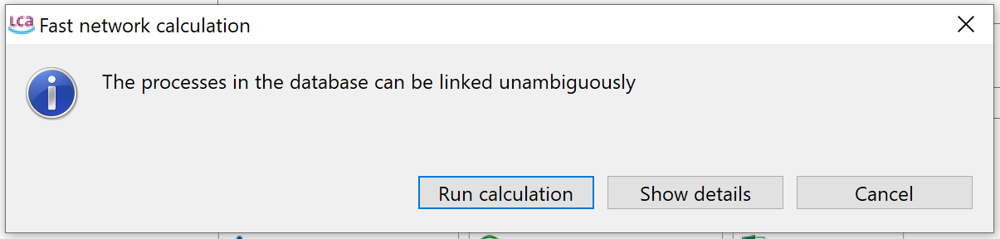 LCA
Fast network calculation
The processes in the database can be linked unambiguously
Run calculation
Show details
Cancel